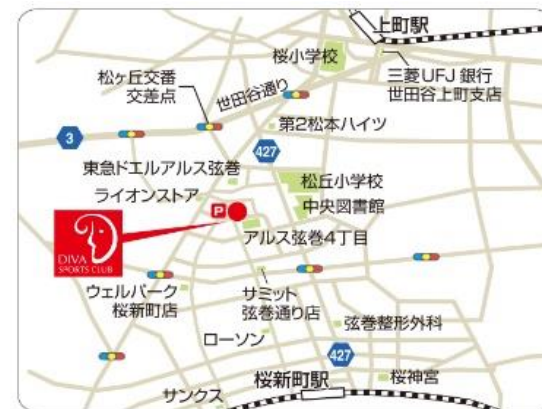 上町駅
桜小学校
三菱UFJ銀行
世田谷上町支店
松ヶ丘交番
交差点
世田谷通り
第2松本ハイツ
3
427
東急ドエルアルス弦巻
松丘小学校
ライオンストア
中央図書館
P
アルス弦巻4丁目
DIVA
SPORTS CLUB
ウェルパーク
桜新町店
サミット
弦巻通り店
ローソン
弦巻整形外科
427
桜新町駅
桜神宮
サンクス